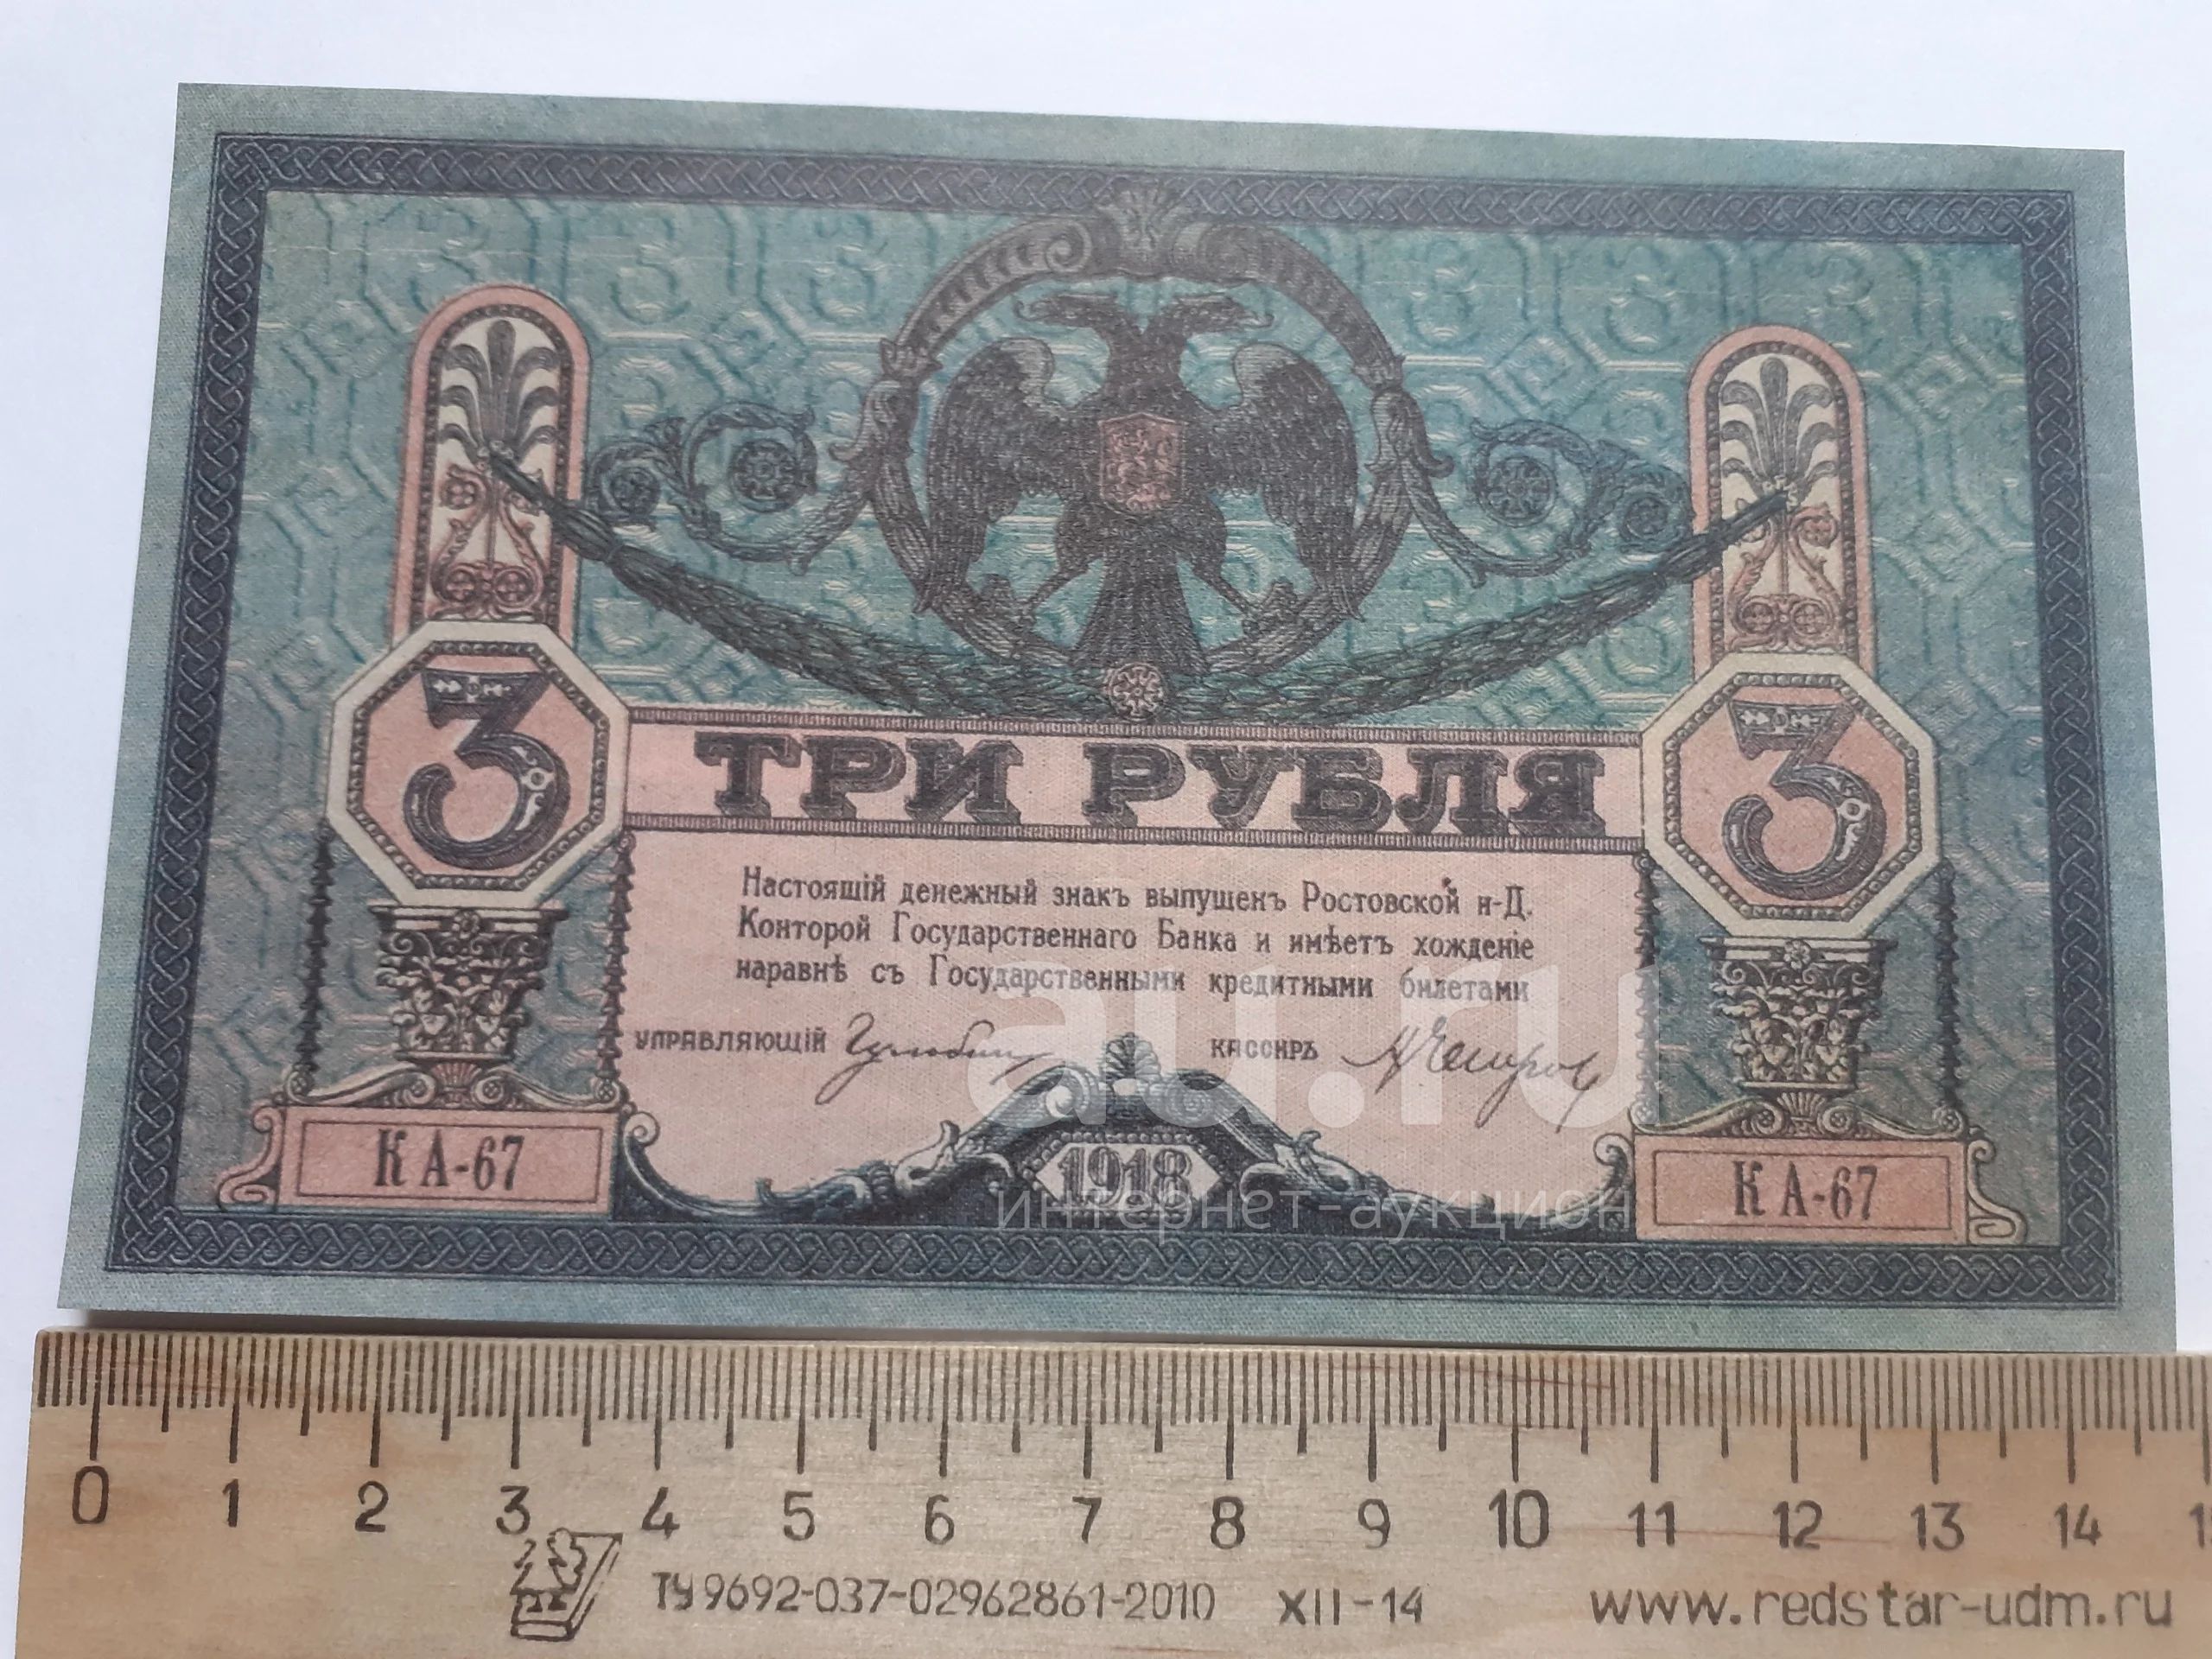 3
3
ТРИ РУБЛЯ
Настоящій денежный знакъ выпущенъ Ростовской н-Д.
Конторой Государственнаго Банка и имѣетъ хожденіе
наравнѣ съ Государственными кредитными билетами
УПРАВЛЯЮЩІЙ
КАССИРЪ
КА-67
1918
КА-67
au.ru
интернет-аукцион
0 1 2 3 4 5 6 7 8 9 10 11 12 13 14
ТУ 9692-037-02962861-2010 XII-14 www.redstar-udm.ru